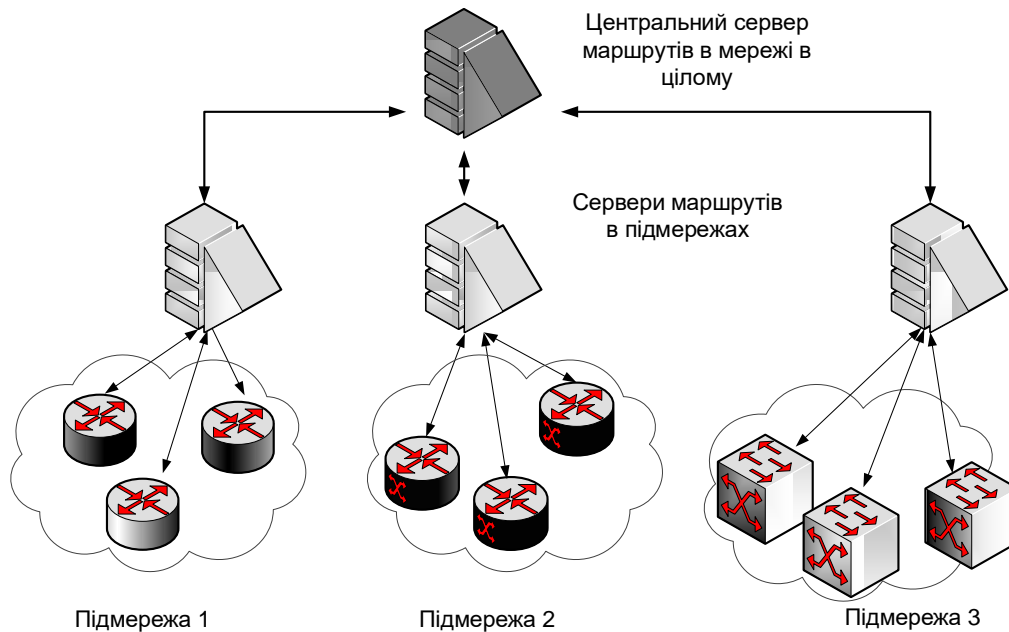 Центральний сервер
маршрутів в мережі в
цілому
Сервери маршрутів
в підмережах
Підмережа 1
Підмережа 2
Підмережа 3